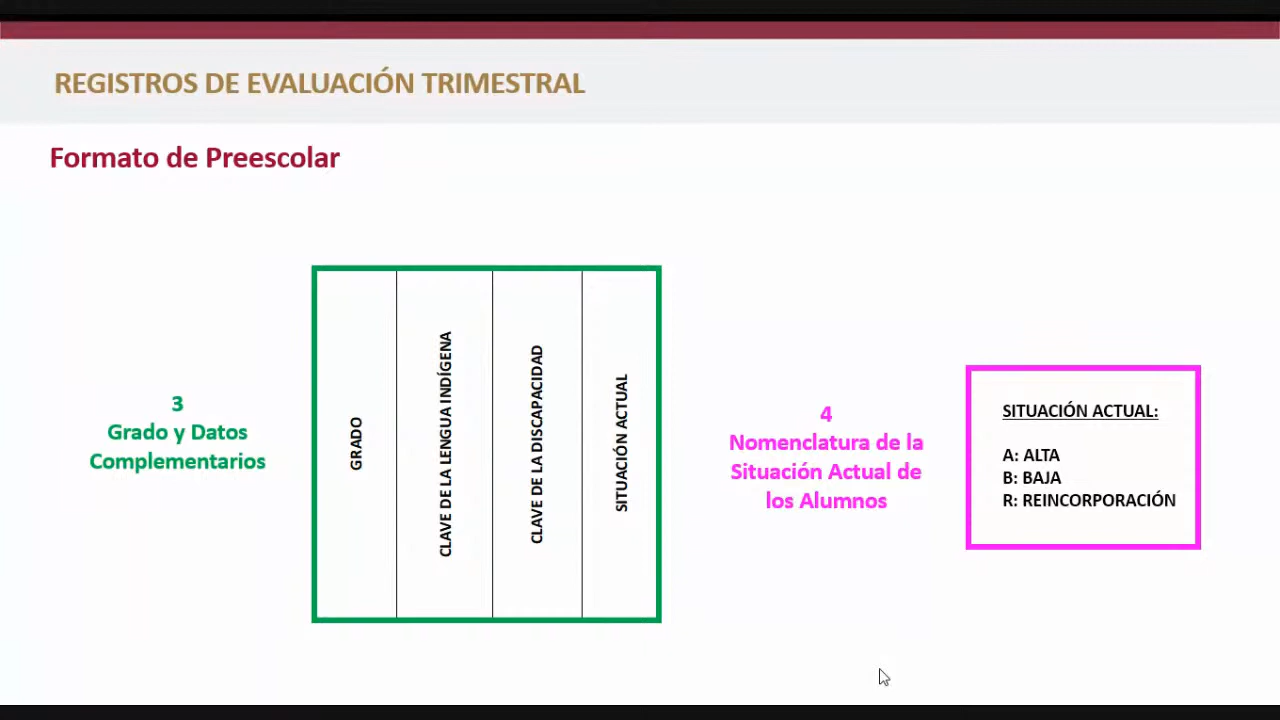 REGISTROS DE EVALUACIÓN TRIMESTRAL
Formato de Preescolar
3
Grado y Datos
Complementarios
GRADO
CLAVE DE LA LENGUA INDÍGENA
CLAVE DE LA DISCAPACIDAD
SITUACIÓN ACTUAL
4
Nomenclatura de la
Situación Actual de
los Alumnos
SITUACIÓN ACTUAL:
A: ALTA
B: BAJA
R: REINCORPORACIÓN